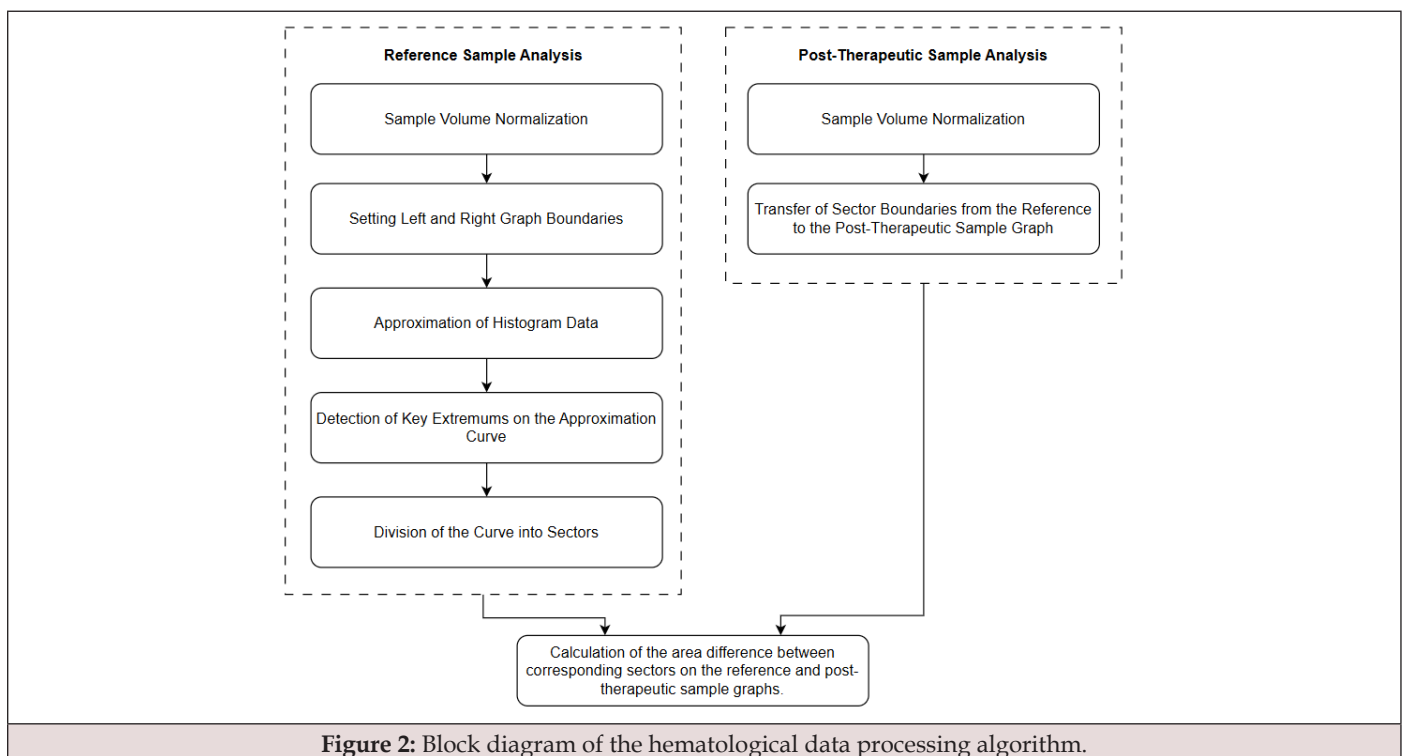 Reference Sample Analysis
Sample Volume Normalization
Setting Left and Right Graph Boundaries
Approximation of Histogram Data
Detection of Key Extremums on the Approximation
Curve
Division of the Curve into Sectors
Post-Therapeutic Sample Analysis
Sample Volume Normalization
Transfer of Sector Boundaries from the Reference
to the Post-Therapeutic Sample Graph
Calculation of the area difference between
corresponding sectors on the reference and post-
therapeutic sample graphs.
Figure 2: Block diagram of the hematological data processing algorithm.